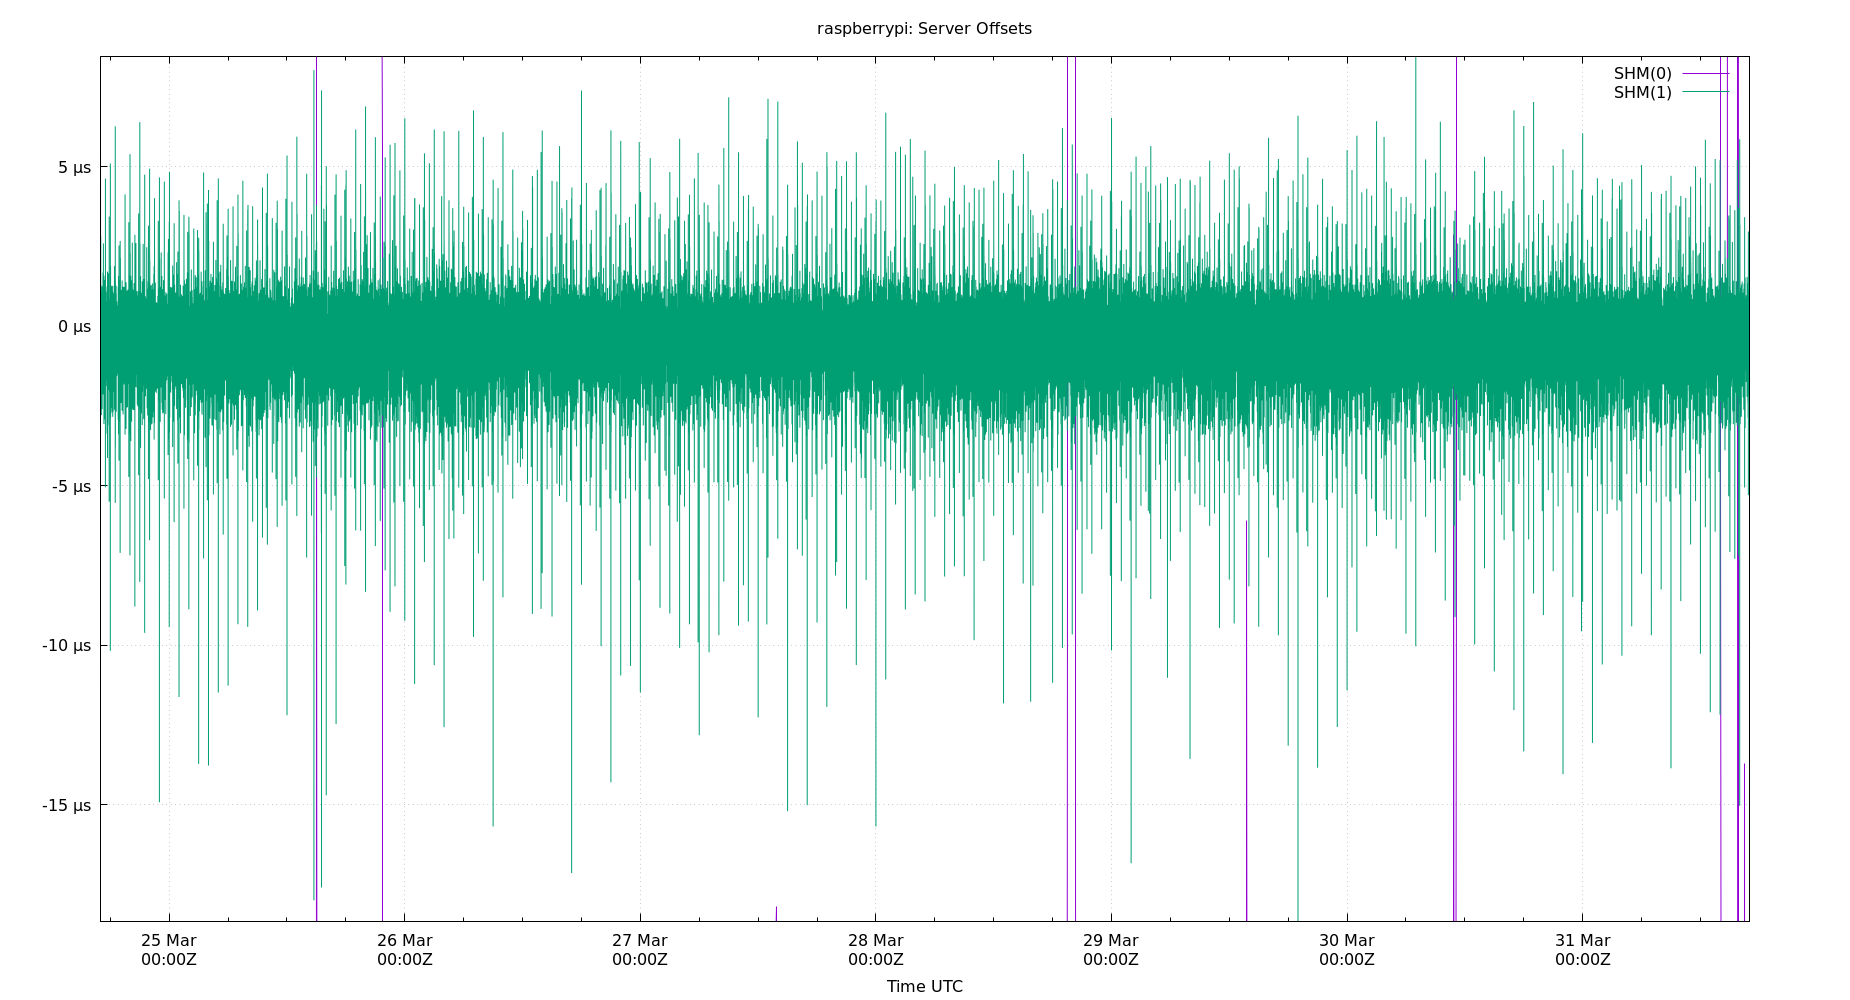 raspberrypi: Server Offsets
SHM(0)
SHM(1)
5 µs
0 µs
-5 µs
-10 µs
-15 µs
25 Mar 26 Mar 27 Mar 28 Mar 29 Mar 30 Mar 31 Mar
00:00Z 00:00Z 00:00Z 00:00Z 00:00Z 00:00Z 00:00Z
Time UTC